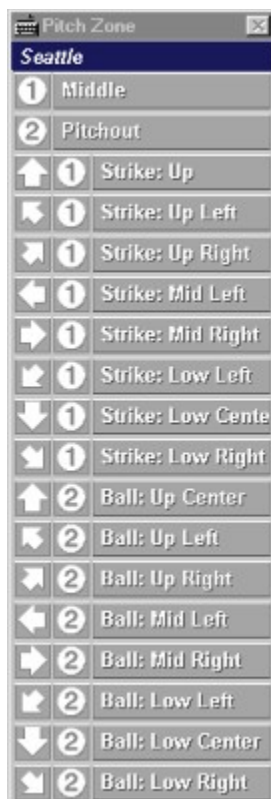 Pitch Zone
Seattle
1 Middle
2 Pitchout
1 Strike: Up
1 Strike: Up Left
1 Strike: Up Right
1 Strike: Mid Left
1 Strike: Mid Right
1 Strike: Low Left
1 Strike: Low Cente
1 Strike: Low Right
2 Ball: Up Center
2 Ball: Up Left
2 Ball: Up Right
2 Ball: Mid Left
2 Ball: Mid Right
2 Ball: Low Left
2 Ball: Low Center
2 Ball: Low Right